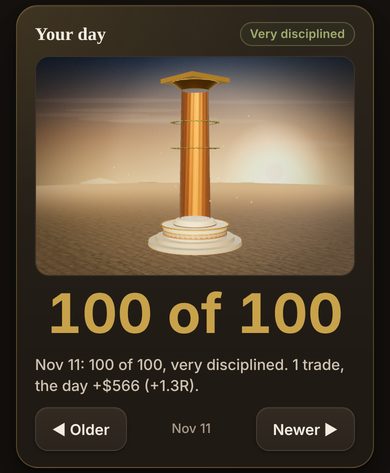 Your day
Very disciplined
100 of 100
Nov 11: 100 of 100, very disciplined. 1 trade,
the day +$566 (+1.3R).
◀ Older
Nov 11
Newer ▶